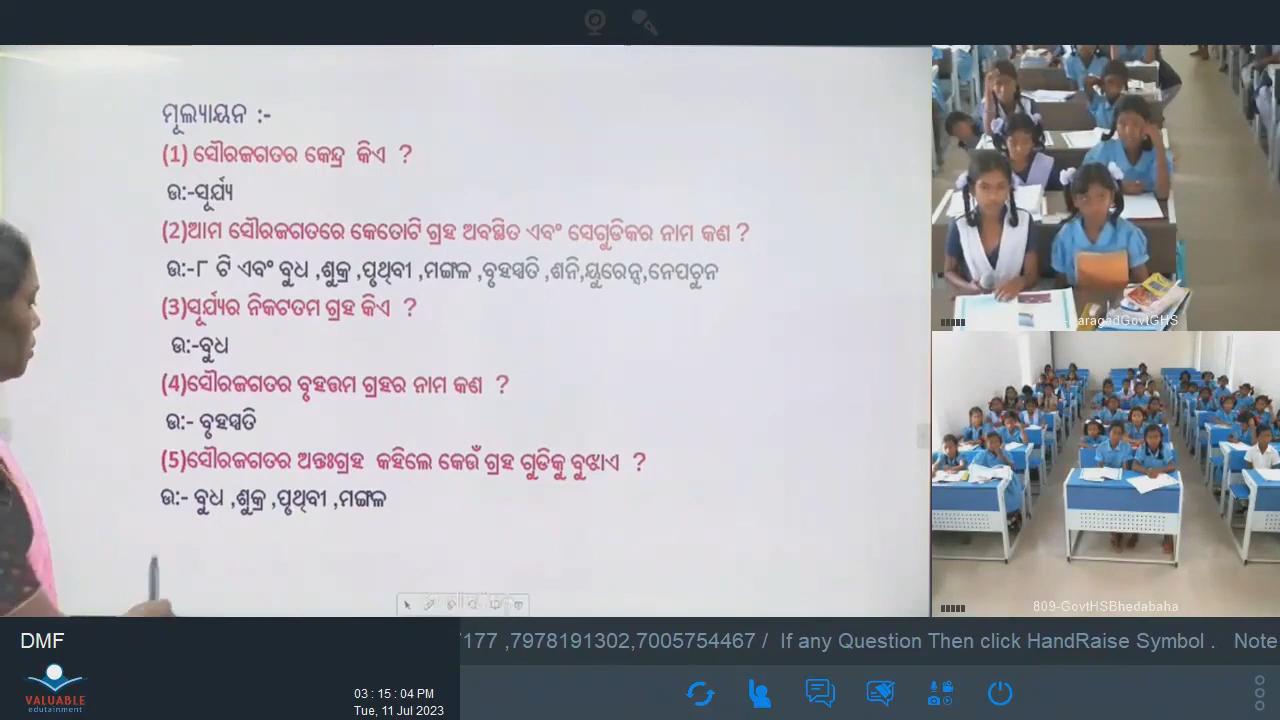 ମୂଲ୍ୟାୟନ :-
(1) ସୌରଜଗତର କେନ୍ଦ୍ର କିଏ ?
ଉ:-ସୂର୍ଯ୍ୟ
(2)ଆମ ସୌରଜଗତରେ କେତୋଟି ଗ୍ରହ ଅବସ୍ଥିତ ଏବଂ ସେଗୁଡିକର ନାମ କଣ ?
ଉ:-୮ ଟି ଏବଂ ବୁଧ ,ଶୁକ୍ର ,ପୃଥିବୀ ,ମଙ୍ଗଳ ,ବୃହସ୍ପତି ,ଶନି,ୟୁରେନ୍ସ,ନେପଚୁନ
(3)ସୂର୍ଯ୍ୟର ନିକଟତମ ଗ୍ରହ କିଏ ?
ଉ:-ବୁଧ
(4)ସୌରଜଗତର ବୃହତ୍ତମ ଗ୍ରହର ନାମ କଣ ?
ଉ:- ବୃହସ୍ପତି
(5)ସୌରଜଗତର ଅନ୍ତଃଗ୍ରହ କହିଲେ କେଉଁ ଗ୍ରହ ଗୁଡିକୁ ବୁଝାଏ ?
ଉ:- ବୁଧ ,ଶୁକ୍ର ,ପୃଥିବୀ ,ମଙ୍ଗଳ
aragadGovtGHS
809-GovtHSBhedabaha
DMF
177 ,7978191302,7005754467 / If any Question Then click HandRaise Symbol . Note
VALUABLE
edutainment
03 : 15 : 04 PM
Tue, 11 Jul 2023